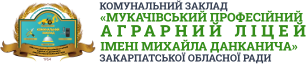 КОМУНАЛЬНИЙ ЗАКЛАД
«МУКАЧІВСЬКИЙ ПРОФЕСІЙНИЙ
АГРАРНИЙ ЛІЦЕЙ
ІМЕНІ МИХАЙЛА ДАНКАНИЧА»
ЗАКАРПАТСЬКОЇ ОБЛАСНОЇ РАДИ